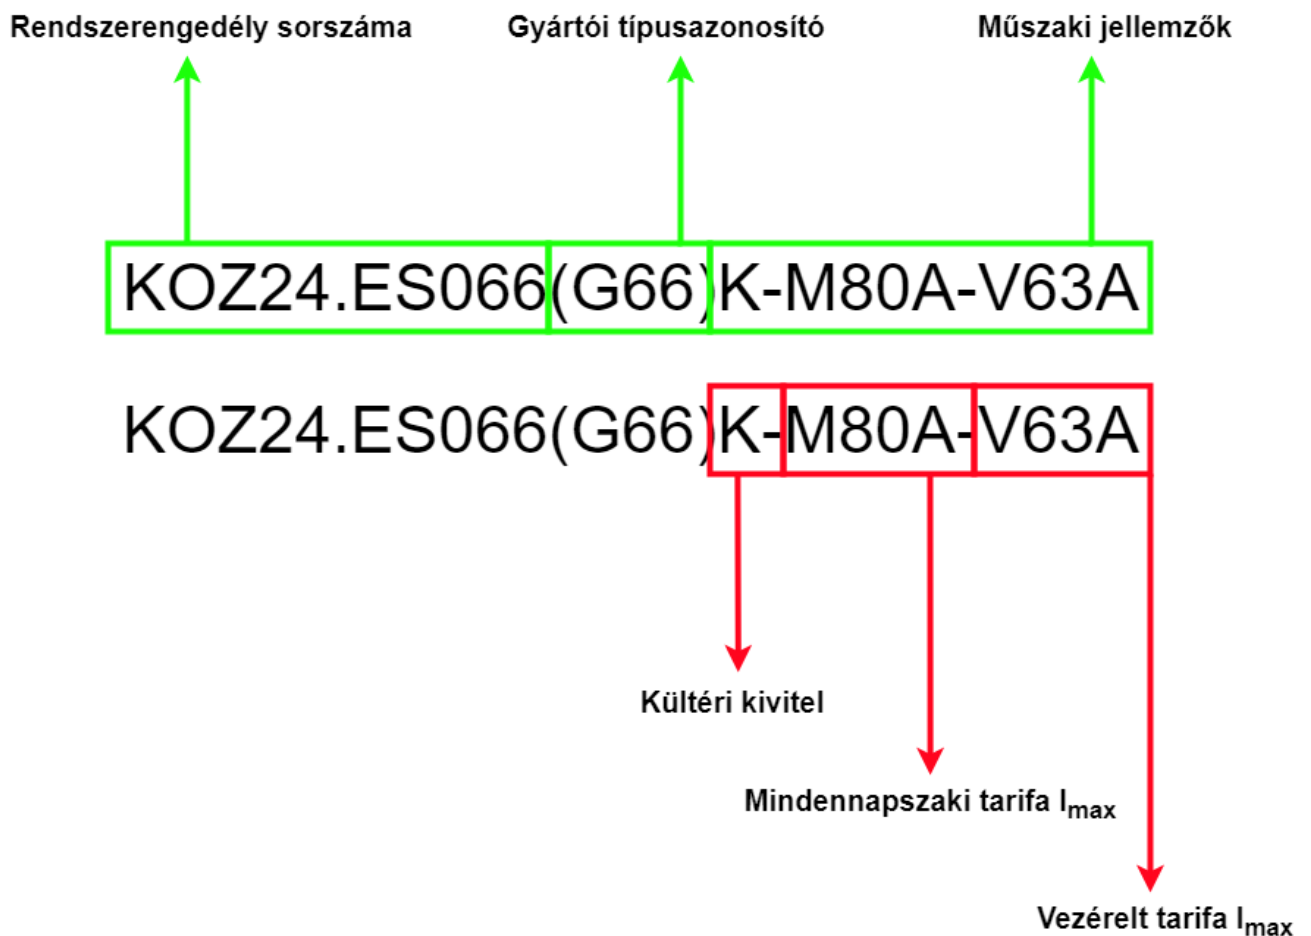 Rendszerengedély sorszáma Gyártói típusazonosító Műszaki jellemzők
KOZ24.ES066(G66)K-M80A-V63A
KOZ24.ES066(G66)K-M80A-V63A
Kültéri kivitel
Mindennapszaki tarifa Imax
Vezérelt tarifa Imax